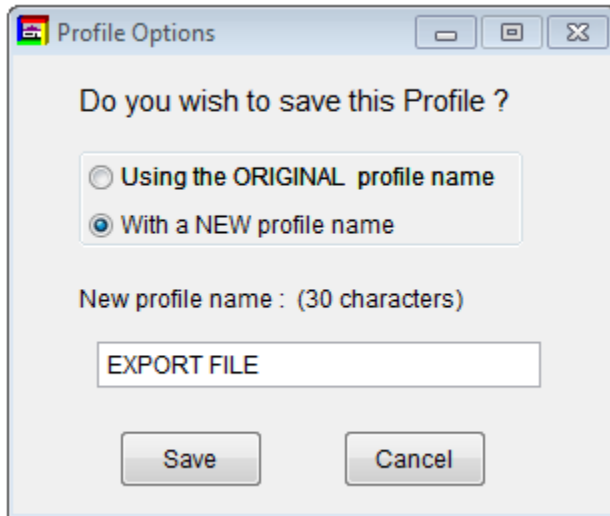 Profile Options
Do you wish to save this Profile ?
Using the ORIGINAL profile name
With a NEW profile name
New profile name : (30 characters)
EXPORT FILE
Save Cancel